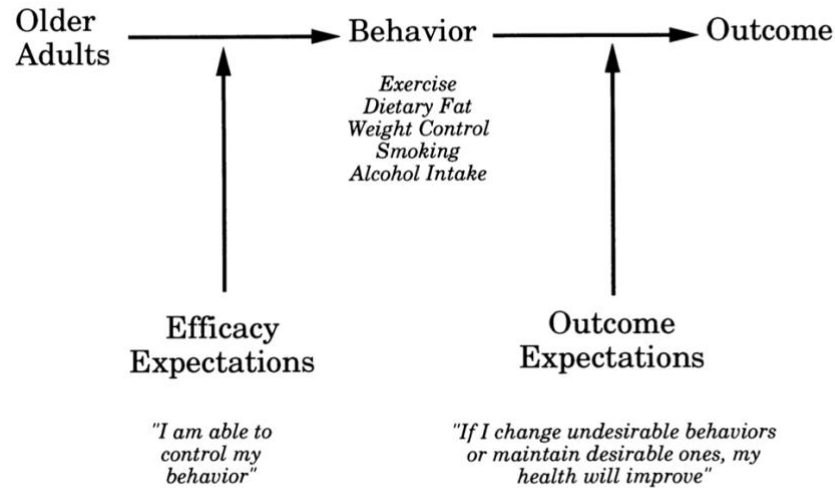 Older
Adults
Behavior
Outcome
Exercise
Dietary Fat
Weight Control
Smoking
Alcohol Intake
Efficacy
Expectations
Outcome
Expectations
"I am able to
control my
behavior"
"If I change undesirable behaviors
or maintain desirable ones, my
health will improve"